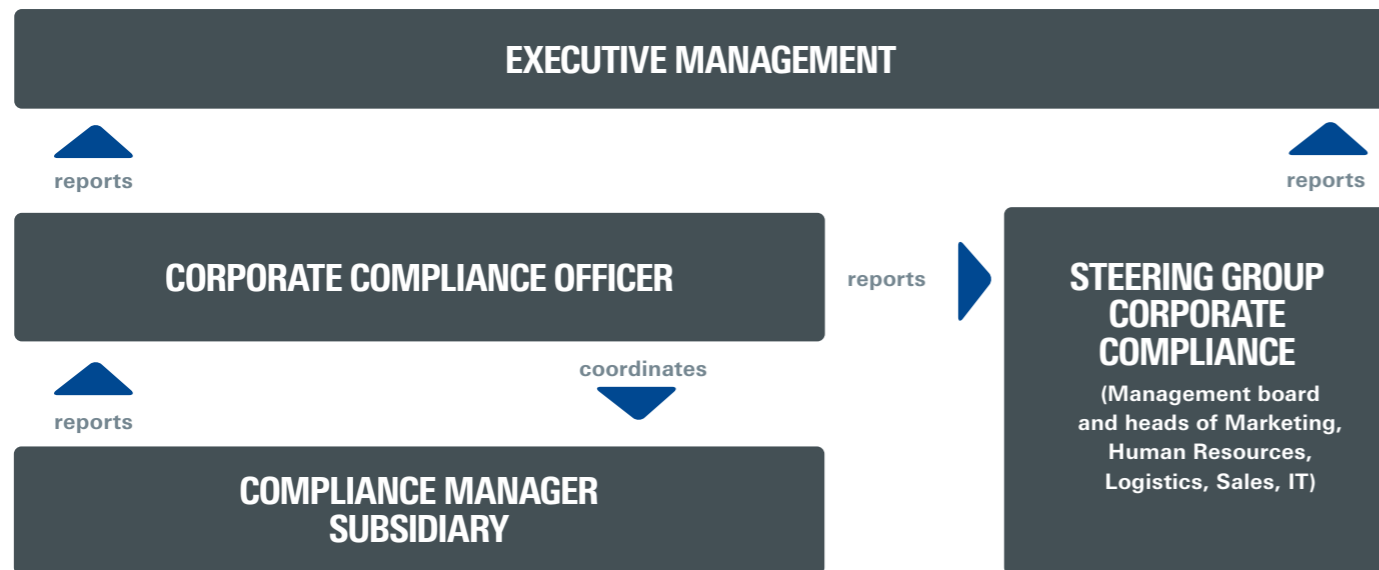 EXECUTIVE MANAGEMENT
reports
reports
CORPORATE COMPLIANCE OFFICER
reports
STEERING GROUP
CORPORATE
COMPLIANCE
(Management board
and heads of Marketing,
Human Resources,
Logistics, Sales, IT)
coordinates
reports
COMPLIANCE MANAGER
SUBSIDIARY